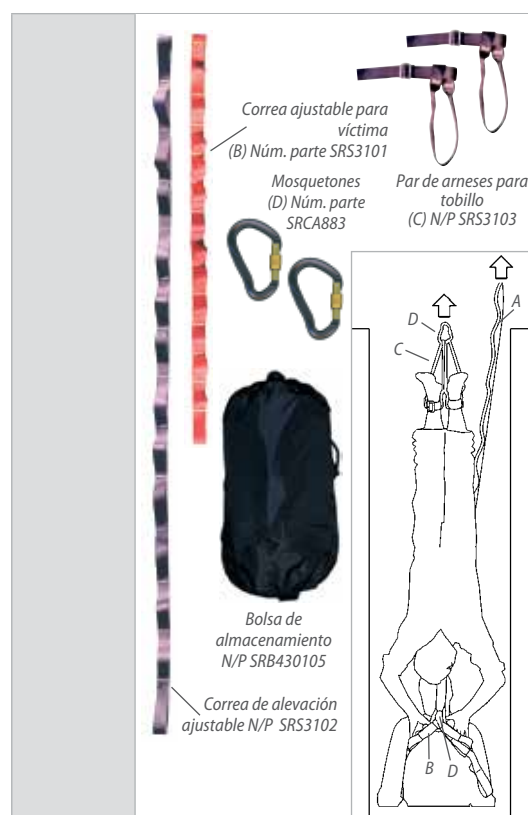 Correa ajustable para
víctima
(B) Núm. parte SRS3101
Mosquetones
(D) Núm. parte
SRCA883
Par de arneses para
tobillo
(C) N/P SRS3103
A
D
C
Bolsa de
almacenamiento
N/P SRB430105
Correa de alevación
ajustable N/P SRS3102
B
D